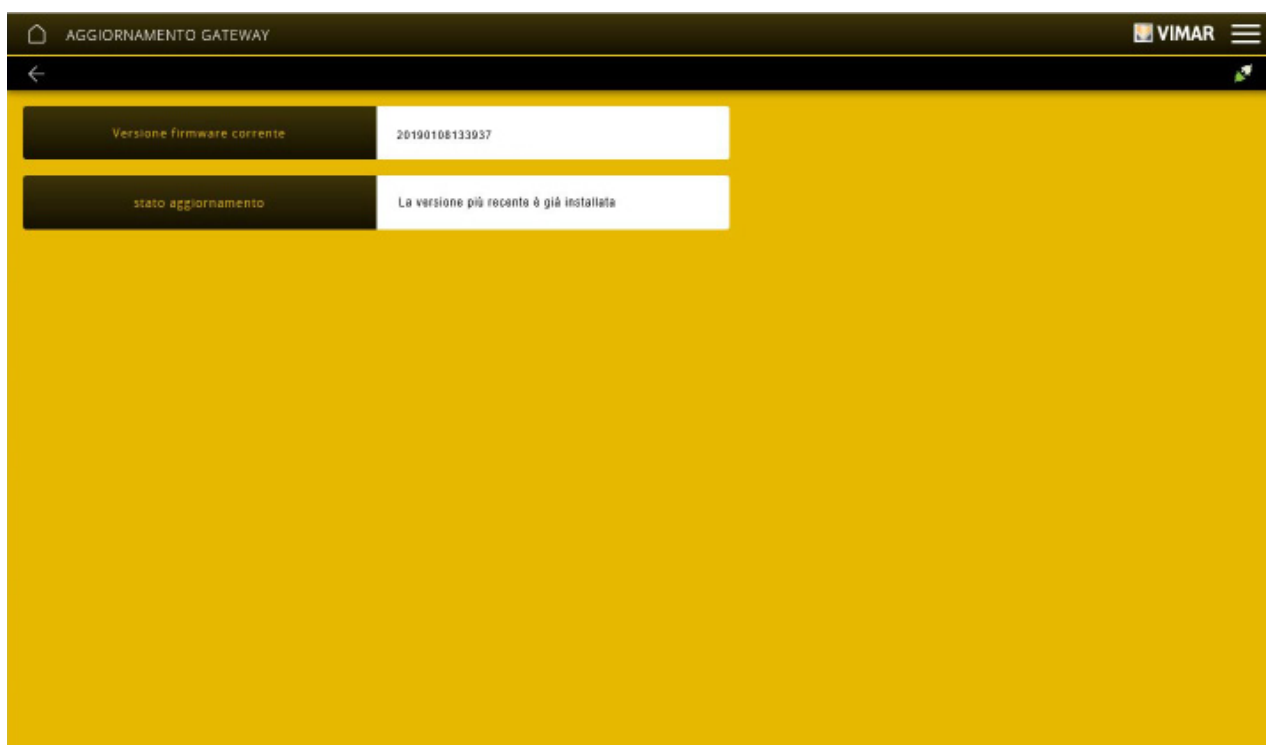 AGGIORNAMENTO GATEWAY
VIMAR
Versione firmware corrente
20190108133937
stato aggiornamento
La versione più recente è già installata